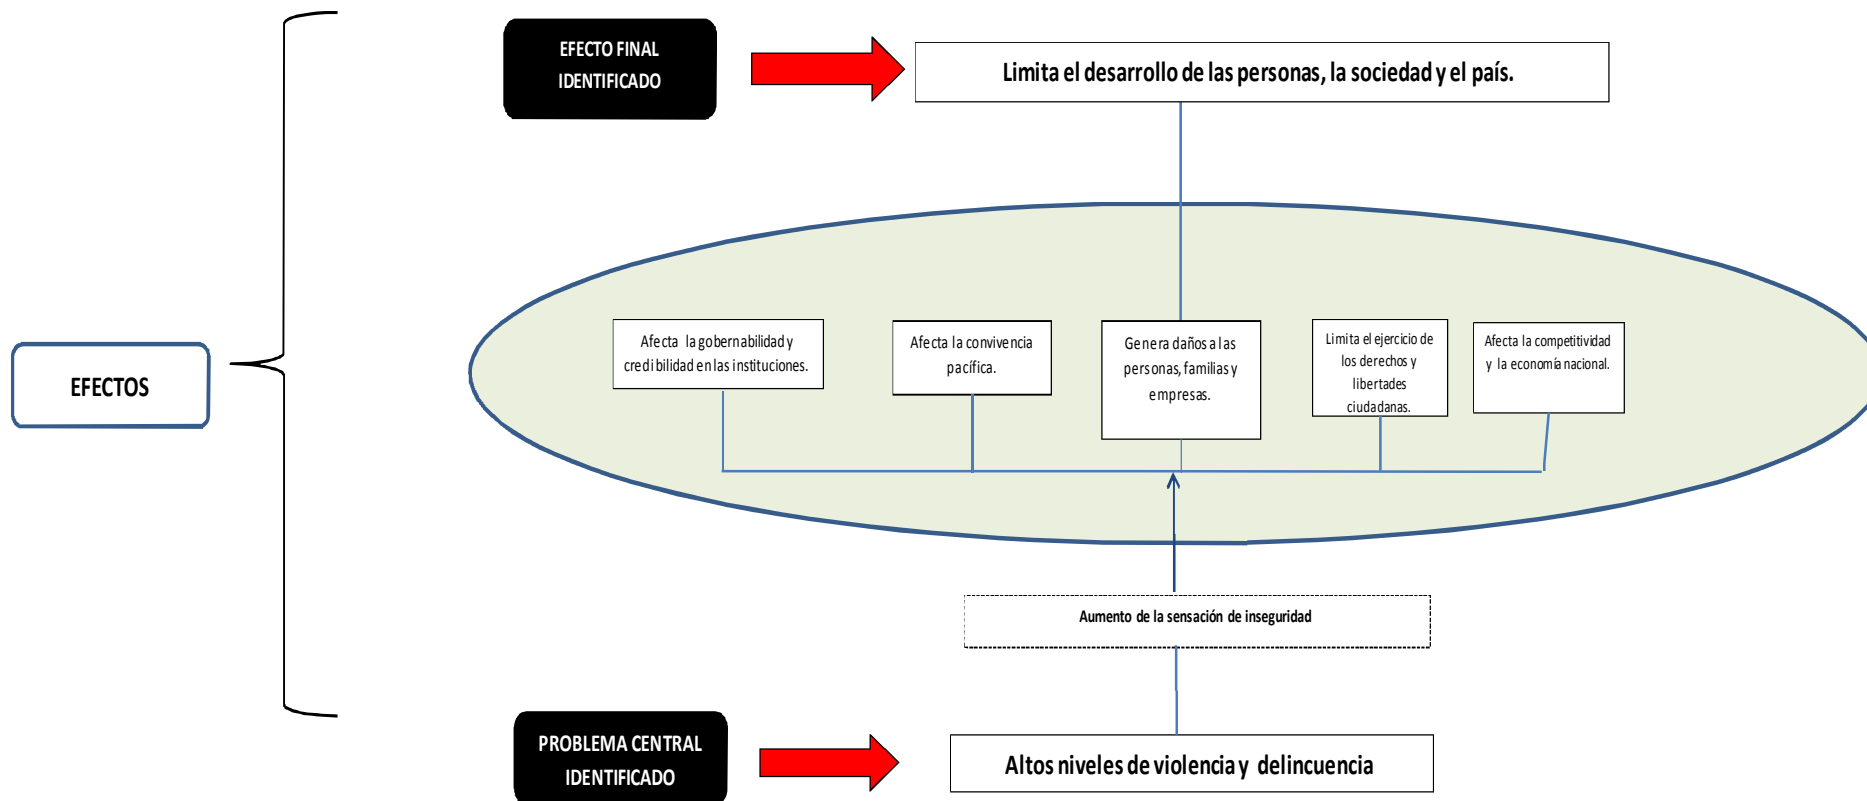 EFECTO FINAL
IDENTIFICADO
Limita el desarrollo de las personas, la sociedad y el país.
EFECTOS
Afecta la gobernabilidad y
credibilidad en las instituciones.
Afecta la convivencia
pacífica.
Genera daños a las
personas, familias y
empresas.
Limita el ejercicio de
los derechos y
libertades
ciudadanas.
Afecta la competitividad
y la economía nacional.
Aumento de la sensación de inseguridad
PROBLEMA CENTRAL
IDENTIFICADO
Altos niveles de violencia y delincuencia